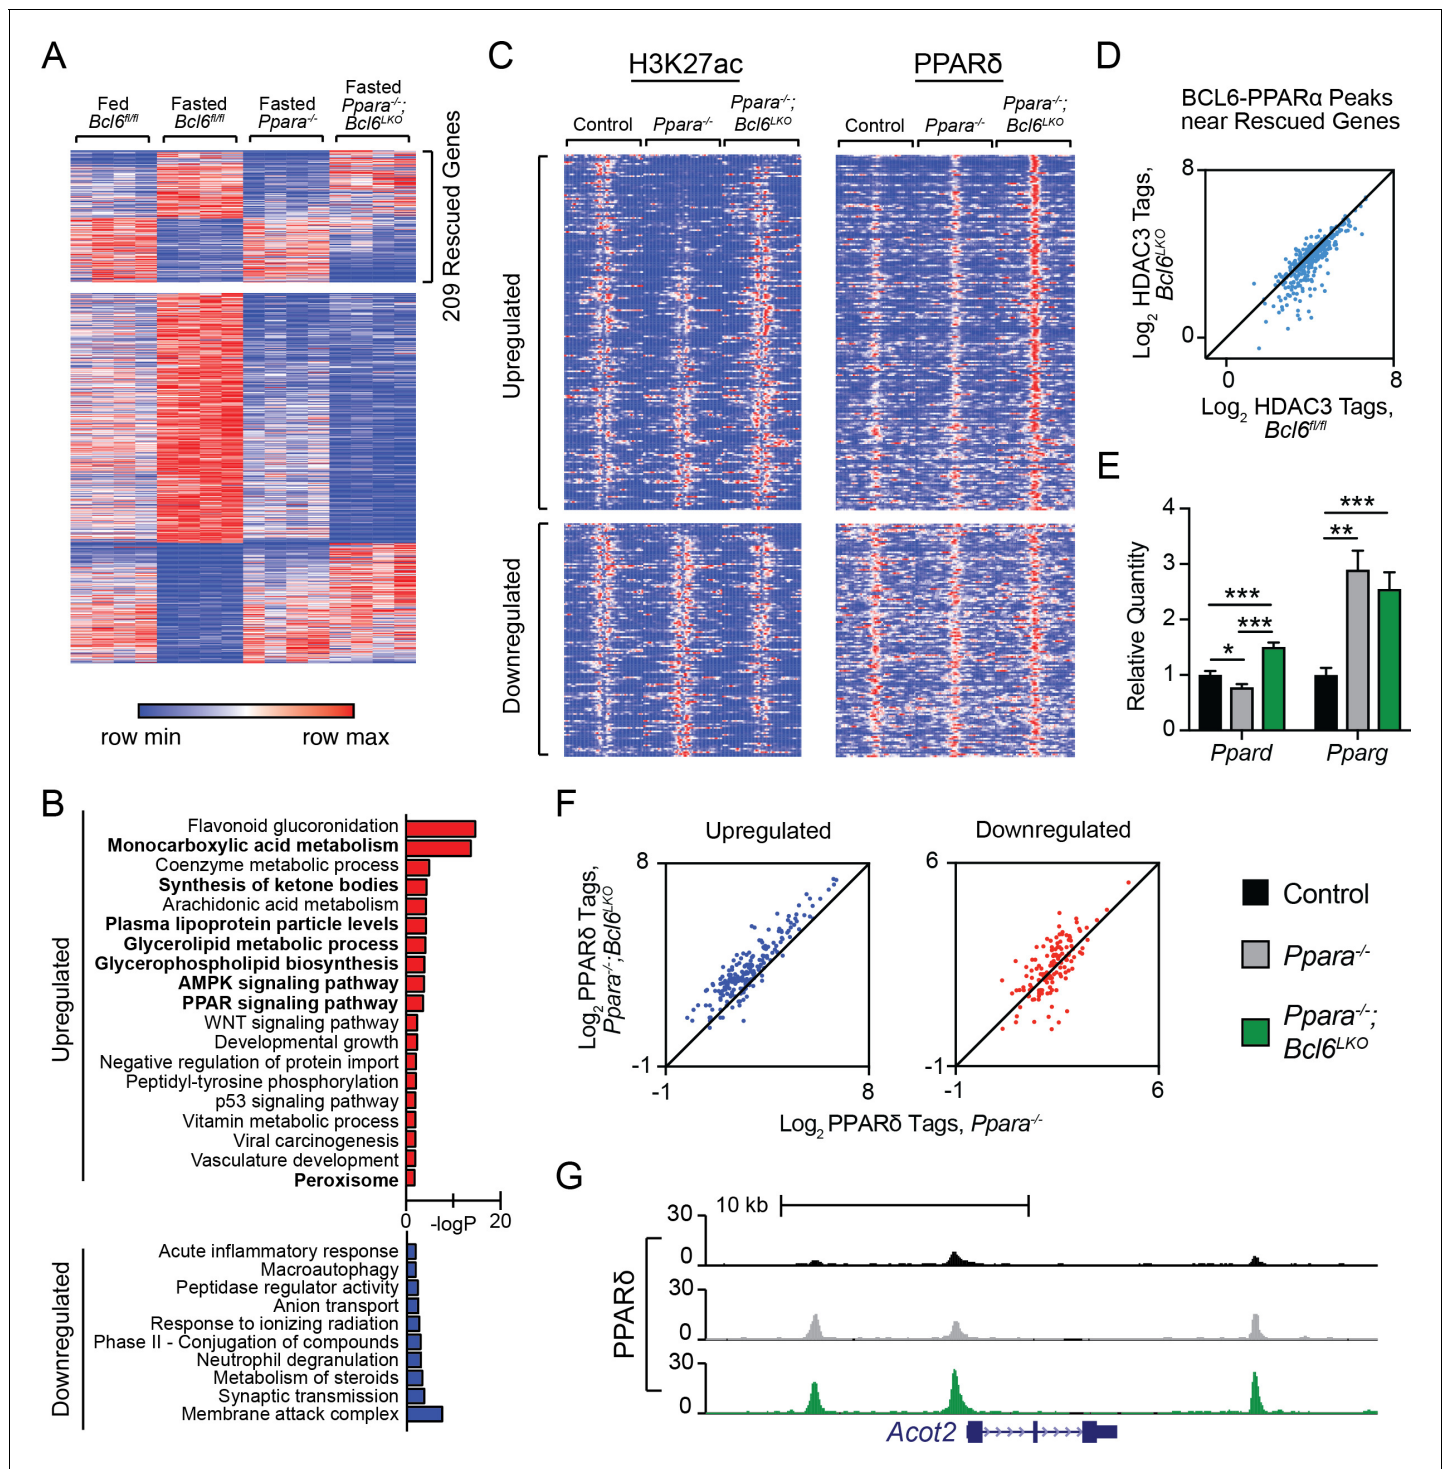 A
Fed
Bcl6fl/fl
Fasted
Bcl6fl/fl
Fasted
Ppara-/-
Fasted
Ppara-/-;
Bcl6LKO
209 Rescued Genes
row min
row max
B
Upregulated
Flavonoid glucoronidation
Monocarboxylic acid metabolism
Coenzyme metabolic process
Synthesis of ketone bodies
Arachidonic acid metabolism
Plasma lipoprotein particle levels
Glycerolipid metabolic process
Glycerophospholipid biosynthesis
AMPK signaling pathway
PPAR signaling pathway
WNT signaling pathway
Developmental growth
Negative regulation of protein import
Peptidyl-tyrosine phosphorylation
p53 signaling pathway
Vitamin metabolic process
Viral carcinogenesis
Vasculature development
Peroxisome
0 -logP 20
Downregulated
Acute inflammatory response
Macroautophagy
Peptidase regulator activity
Anion transport
Response to ionizing radiation
Phase II - Conjugation of compounds
Neutrophil degranulation
Metabolism of steroids
Synaptic transmission
Membrane attack complex
C
H3K27ac
Control
Ppara-/-
Ppara-/-;
Bcl6LKO
PPARδ
Control
Ppara-/-
Ppara-/-;
Bcl6LKO
Upregulated
Downregulated
D
BCL6-PPARα Peaks
near Rescued Genes
Log2 HDAC3 Tags,
Bcl6LKO
8
0
0
8
Log2 HDAC3 Tags,
Bcl6fl/fl
E
Relative Quantity
4
3
2
1
0
***
***
*
***
**
Ppard
Pparg
F
Upregulated
Downregulated
Log2 PPARδ Tags,
Ppara-/-;Bcl6LKO
8
-1
-1
8
6
-1
-1
6
Log2 PPARδ Tags, Ppara-/-
Control
Ppara-/-
Ppara-/-;
Bcl6LKO
G
10 kb
PPARδ
30
0
30
0
30
0
Acot2